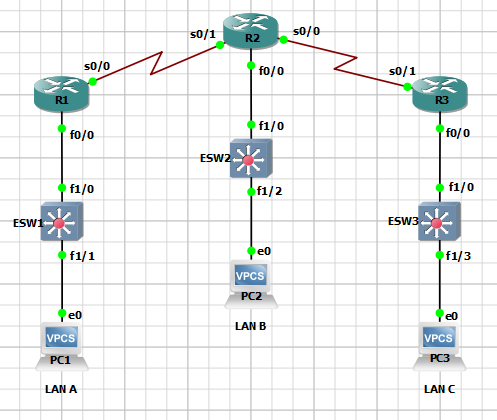 s0/1
R2
s0/0
s0/0
f0/0
s0/1
R1
R3
f0/0
f1/0
f0/0
ESW2
f1/0
f1/2
f1/0
ESW1
ESW3
f1/1
e0
f1/3
VPCS
PC2
e0
LAN B
e0
VPCS
PC1
VPCS
PC3
LAN A
LAN C